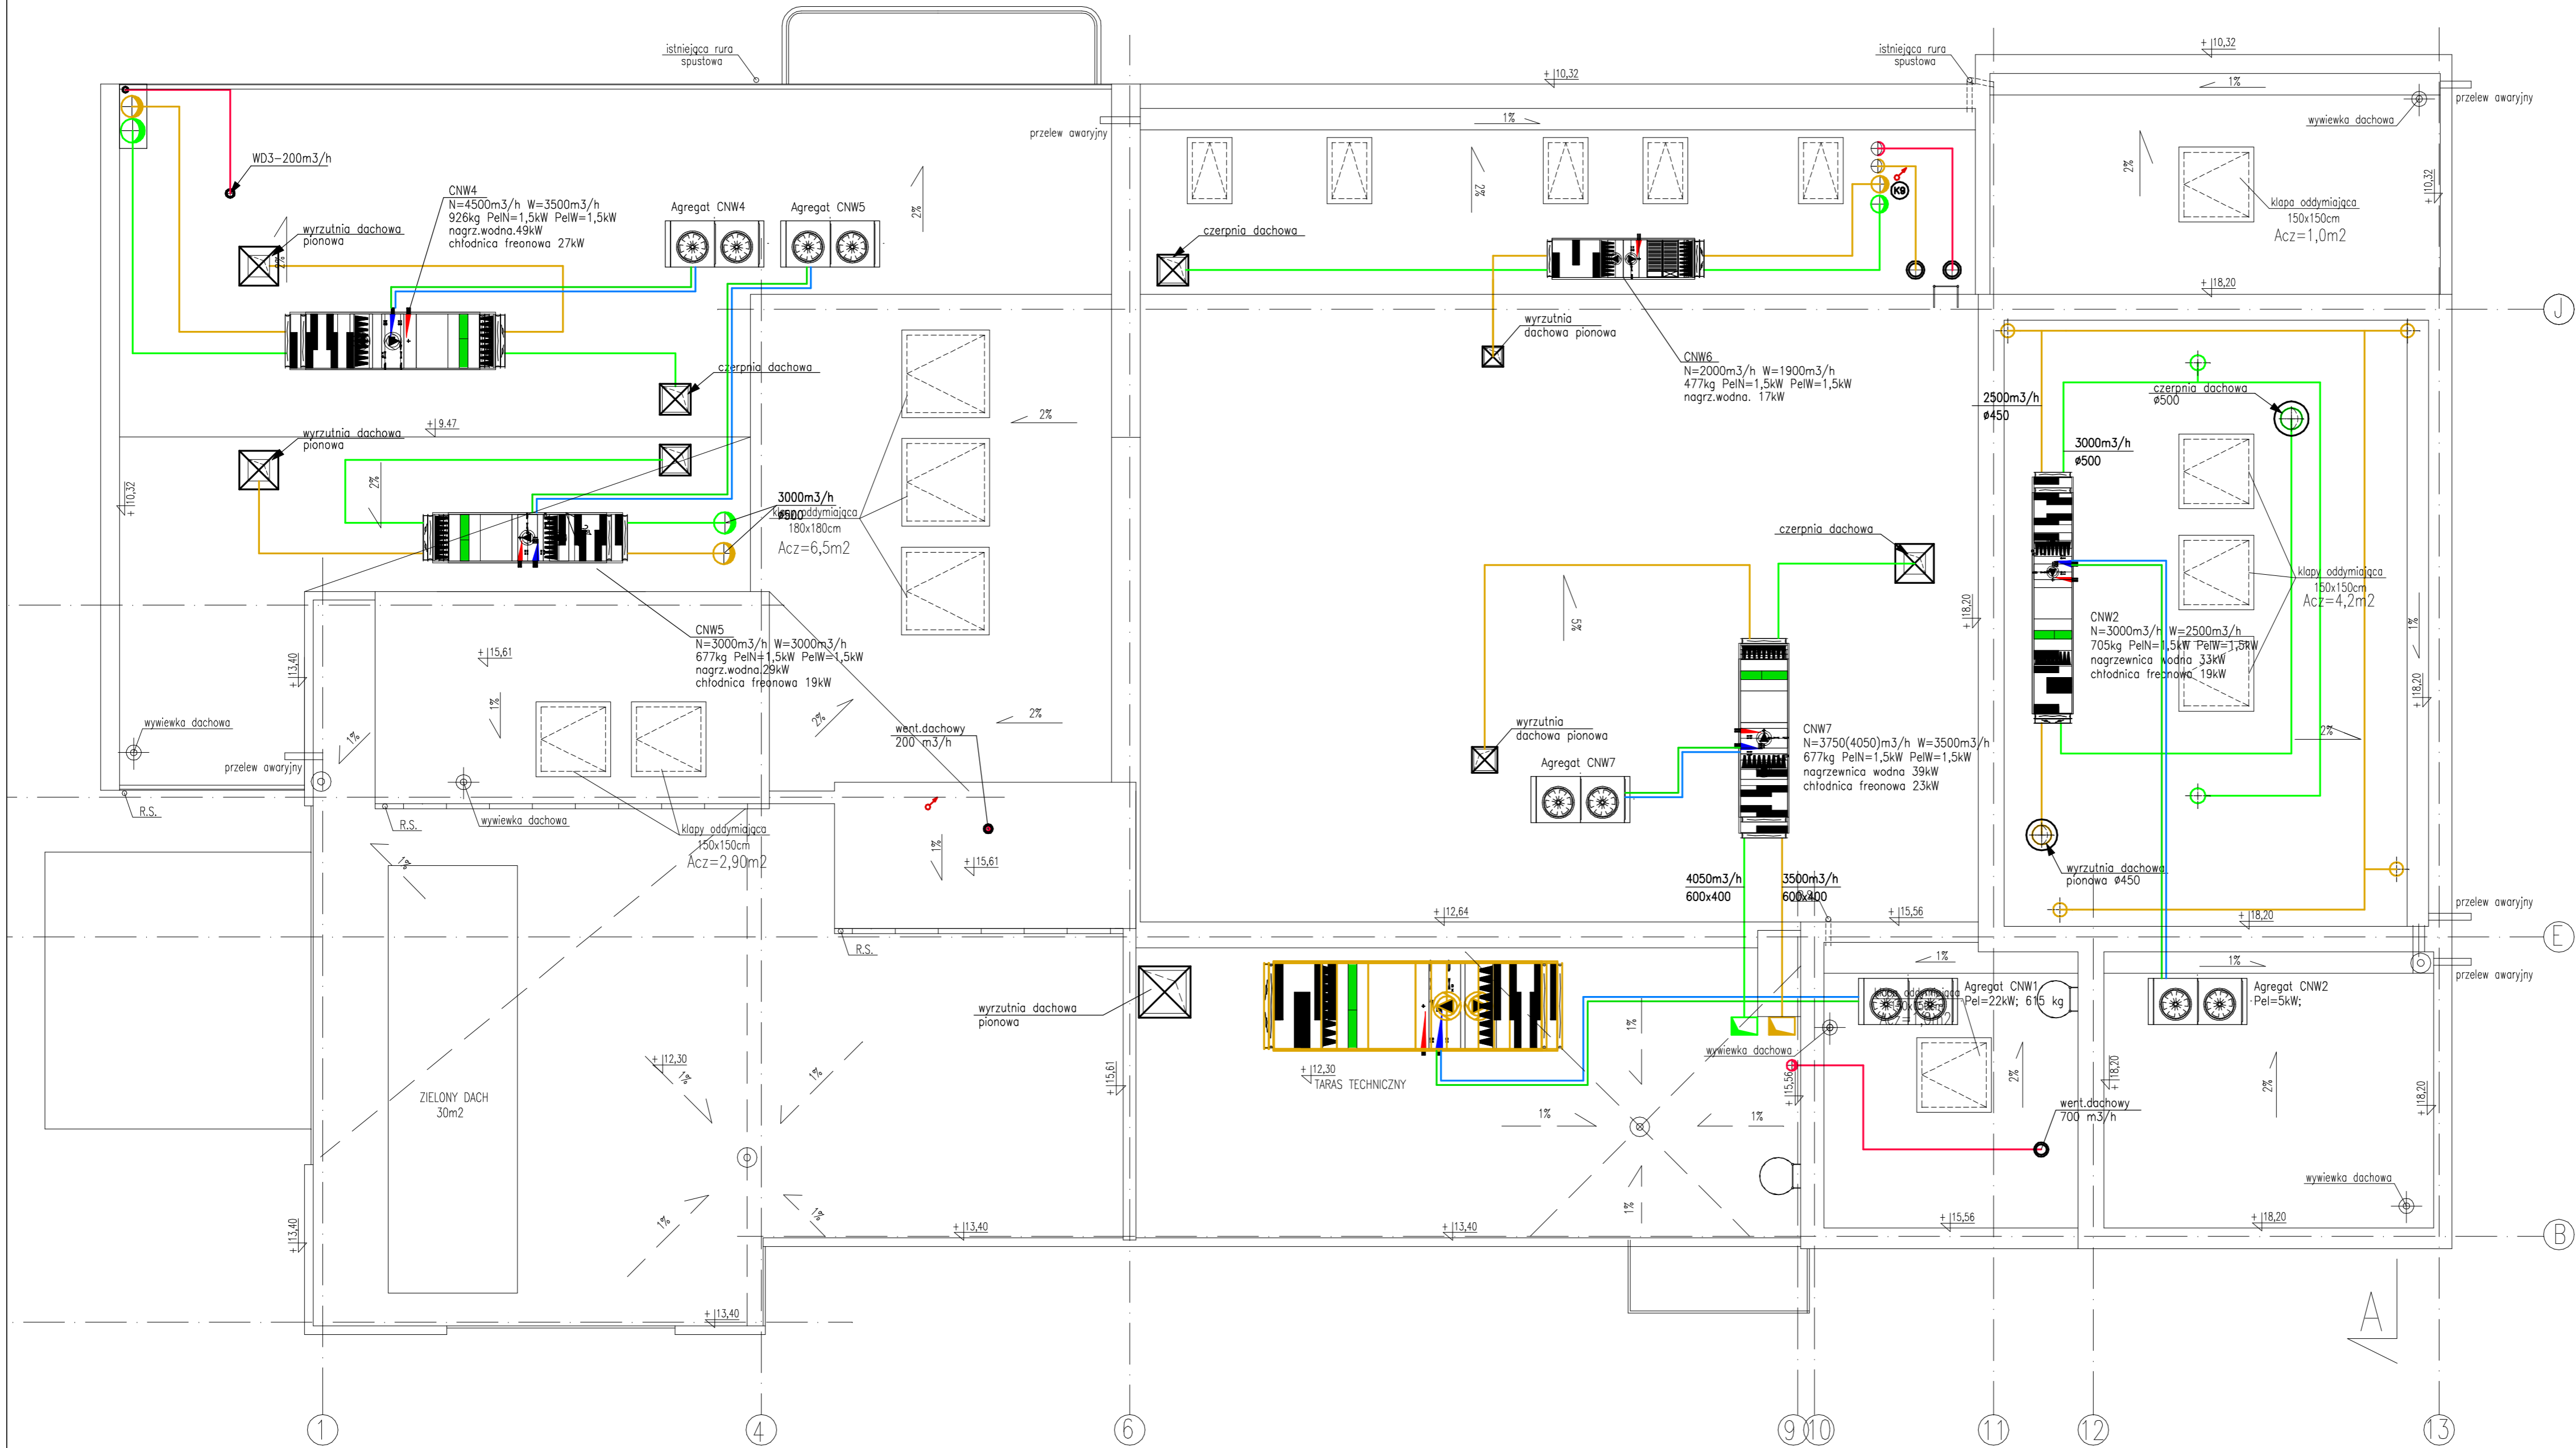 istniejąca rura
spustowa
+ 10,32
istniejąca rura
spustowa
+ 10,32
1%
przelew awaryjny
wywiewka dachowa
przelew awaryjny
1%
WD3-200m3/h
CNW4
N=4500m3/h W=3500m3/h
926kg PelN=1,5kW PelW=1,5kW
nagrz.wodna.49kW
chłodnica freonowa 27kW
2%
2%
2%
K9
2%
klapa oddymiająca
150x150cm
Acz=1,0m2
+ 10,32
Agregat CNW4
Agregat CNW5
wyrzutnia dachowa
pionowa
2%
czerpnia dachowa
+ 18,20
J
wyrzutnia
dachowa pionowa
CNW6
N=2000m3/h W=1900m3/h
477kg PelN=1,5kW PelW=1,5kW
nagrz.wodna. 17kW
czerpnia dachowa
2500m3/h
ø450
czerpnia dachowa
ø500
2%
+ 9.47
wyrzutnia dachowa
pionowa
3000m3/h
ø500
+ 10,32
2%
3000m3/h
ø500
klapy oddymiająca
180x180cm
Acz=6,5m2
czerpnia dachowa
klapy oddymiająca
150x150cm
Acz=4,2m2
5%
+ 18,20
1%
CNW2
N=3000m3/h W=2500m3/h
705kg PelN=1,5kW PelW=1,5kW
nagrzewnica wodna 33kW
chłodnica freonowa 19kW
CNW5
N=3000m3/h W=3000m3/h
677kg PelN=1,5kW PelW=1,5kW
nagrz.wodna.29kW
chłodnica freonowa 19kW
+ 15,61
+ 13,40
1%
+ 18,20
2%
2%
2%
wywiewka dachowa
1%
went.dachowy
200 m3/h
wyrzutnia
dachowa pionowa
CNW7
N=3750(4050)m3/h W=3500m3/h
677kg PelN=1,5kW PelW=1,5kW
nagrzewnica wodna 39kW
chłodnica freonowa 23kW
Agregat CNW7
przelew awaryjny
R.S.
R.S.
wywiewka dachowa
klapy oddymiająca
150x150cm
Acz=2,90m2
1%
1%
+ 15,61
4050m3/h
600x400
3500m3/h
600x400
wyrzutnia dachowa
pionowa ø450
przelew awaryjny
+ 12,64
+ 15,56
+ 18,20
E
R.S.
1%
1%
przelew awaryjny
wyrzutnia dachowa
pionowa
klapa oddymiająca
Agregat CNW1
Pel=22kW; 615 kg
Agregat CNW2
Pel=5kW;
1%
wywiewka dachowa
+ 12,30
TARAS TECHNICZNY
+ 12,30
1%
1%
+ 15,61
+ 15,56
2%
+ 18,20
2%
+ 18,20
ZIELONY DACH
30m2
went.dachowy
700 m3/h
1%
1%
1%
wywiewka dachowa
1%
1%
+ 13,40
+ 13,40
+ 13,40
+ 15,56
+ 18,20
B
+ 13,40
A
1
4
6
9
10
11
12
13